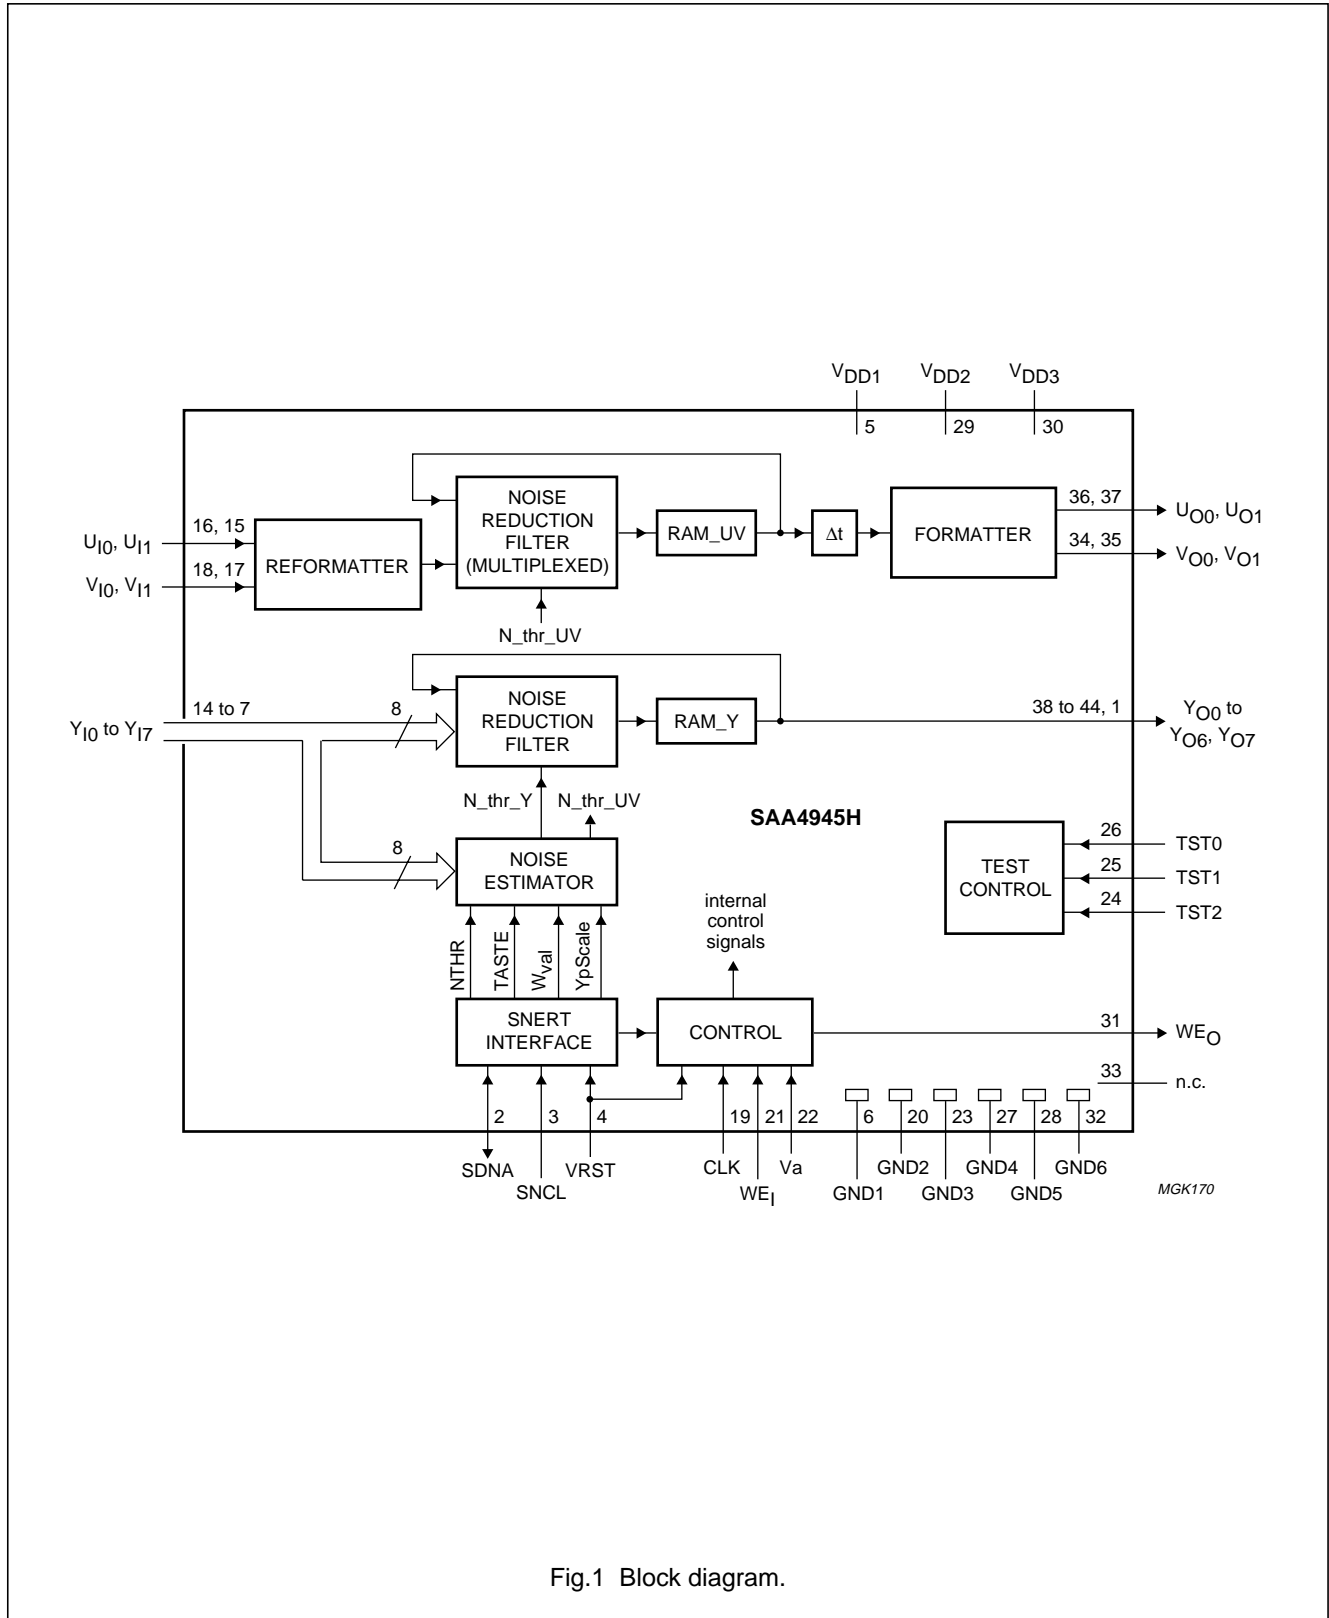 VDD1 VDD2 VDD3
5 29 30
NOISE
REDUCTION
FILTER
(MULTIPLEXED)
RAM_UV
Δt
FORMATTER
36, 37
UO0, UO1
34, 35
VO0, VO1
UI0, UI1
16, 15
VI0, VI1
18, 17
REFORMATTER
N_thr_UV
YI0 to YI7
14 to 7
8
NOISE
REDUCTION
FILTER
RAM_Y
38 to 44, 1
YO0 to
YO6, YO7
N_thr_Y N_thr_UV
SAA4945H
8
NOISE
ESTIMATOR
TEST
CONTROL
26 TST0
25 TST1
24 TST2
internal
control
signals
NTHR
TASTE
Wval
YpScale
SNERT
INTERFACE
CONTROL
31
WEO
33
n.c.
2 3 4 19 21 22 6 20 23 27 28 32
SDNA VRST CLK Va GND2 GND4 GND6
SNCL WEI GND1 GND3 GND5
MGK170
Fig.1 Block diagram.